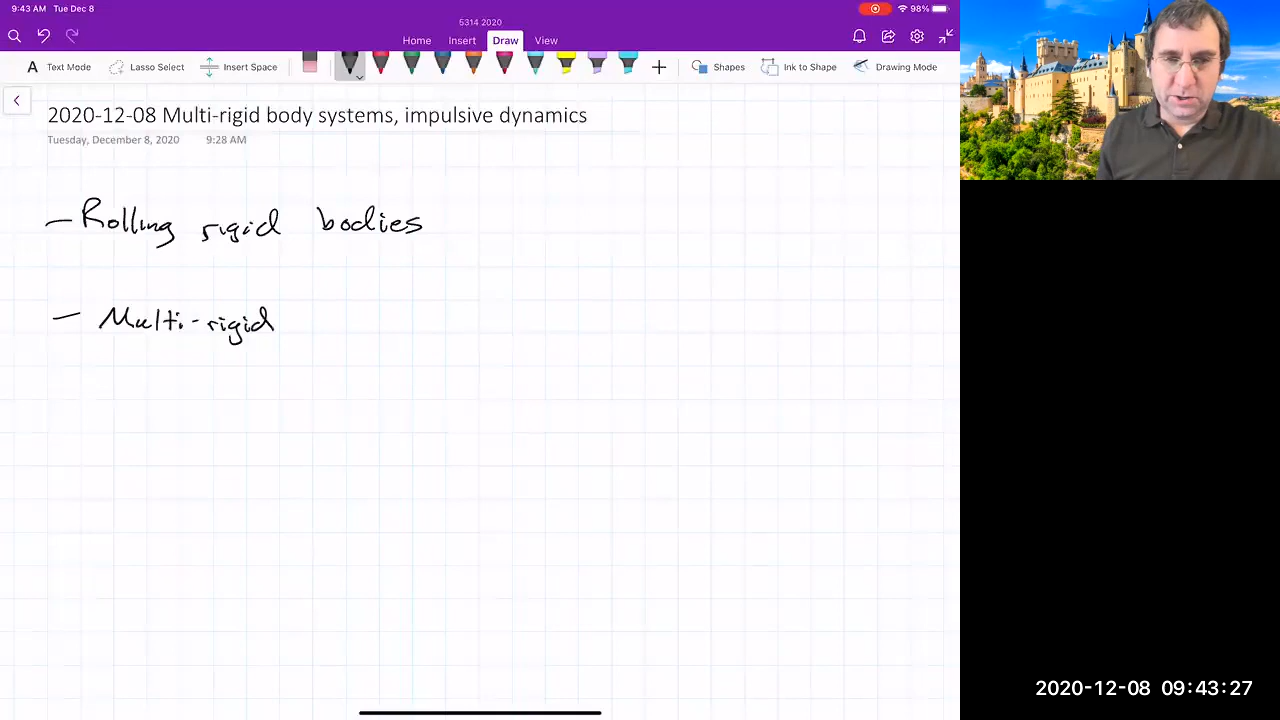 9:43 AM Tue Dec 8
98%
5314 2020
Home Insert Draw View
Text Mode Lasso Select Insert Space Shapes Ink to Shape Drawing Mode
2020-12-08 Multi-rigid body systems, impulsive dynamics
Tuesday, December 8, 2020 9:28 AM
- Rolling rigid bodies
- Multi-rigid
2020-12-08 09:43:27